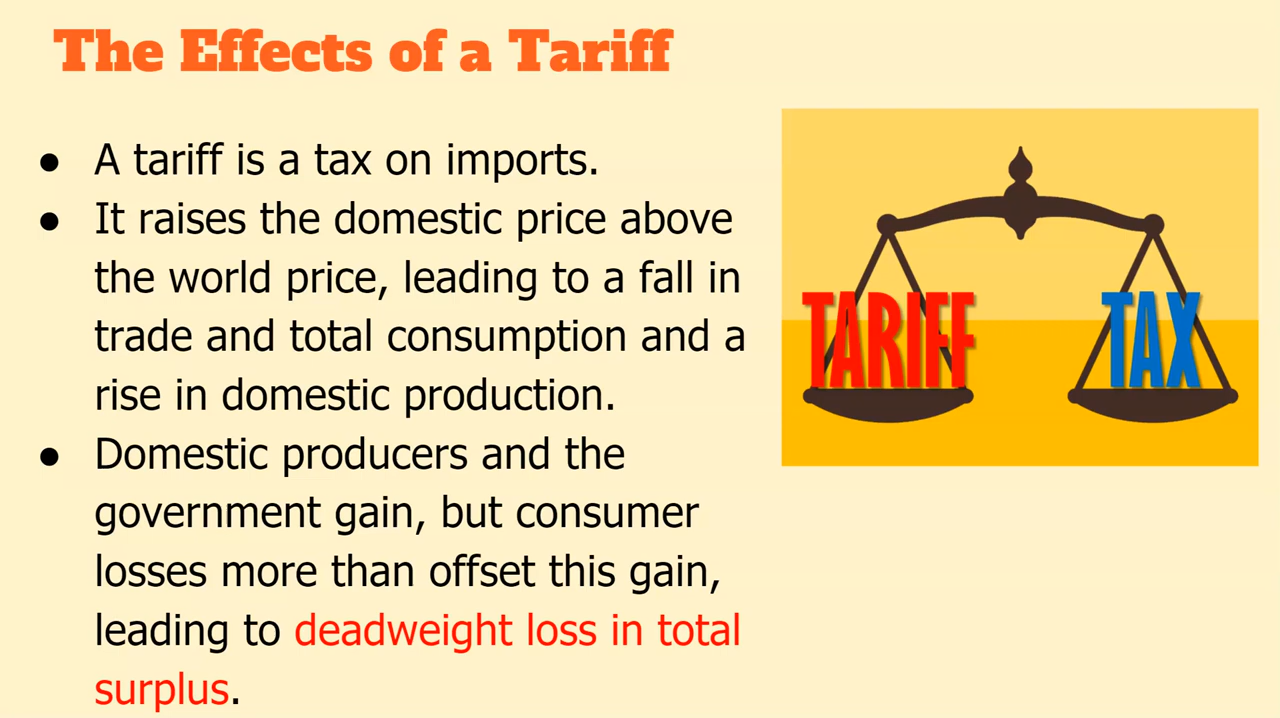 The Effects of a Tariff
● A tariff is a tax on imports.
● It raises the domestic price above
the world price, leading to a fall in
trade and total consumption and a
rise in domestic production.
● Domestic producers and the
government gain, but consumer
losses more than offset this gain,
leading to deadweight loss in total
surplus.
TARIFF
TAX